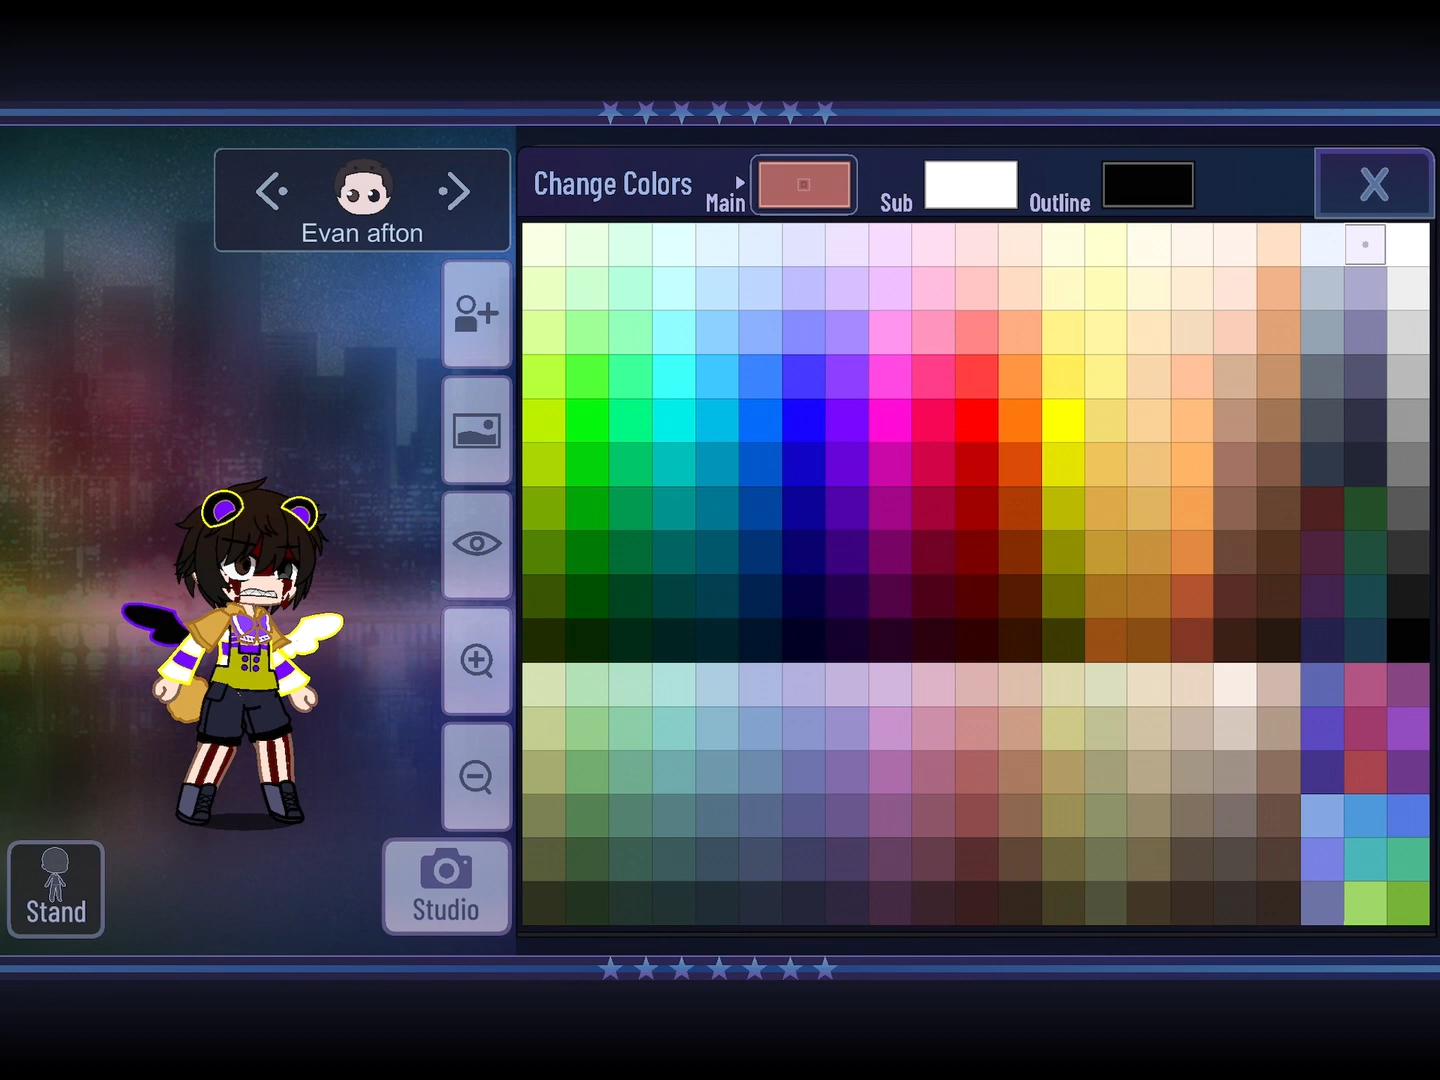 Evan afton
Change Colors
Main
Sub
Outline
X
Stand
Studio